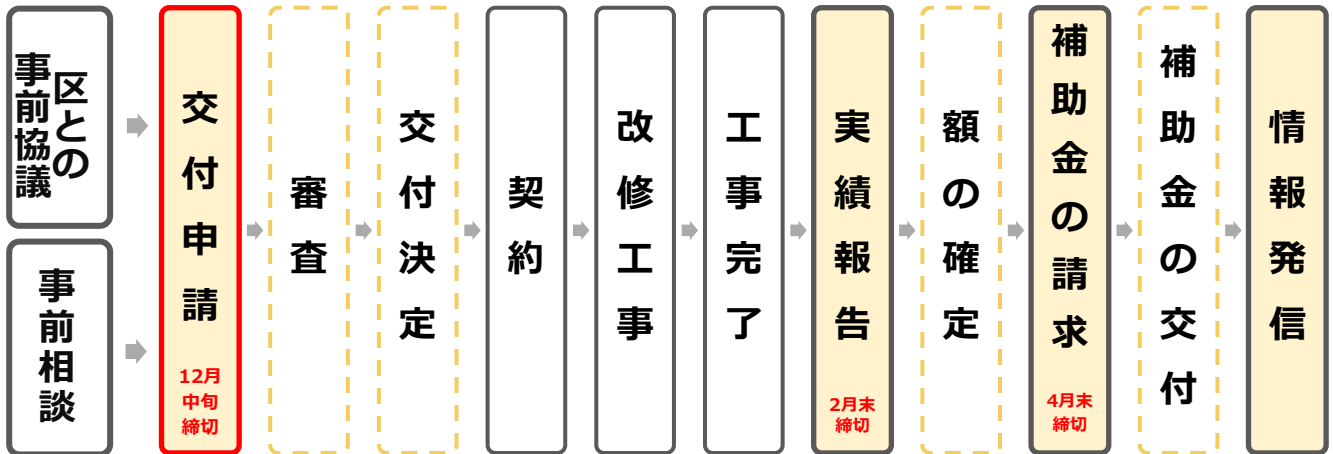 区との
事前協議
事前相談
交付申請
12月
中旬
締切
審査
交付決定
契約
改修工事
工事完了
実績報告
2月末
締切
額の確定
補助金の請求
4月末
締切
補助金の交付
情報発信